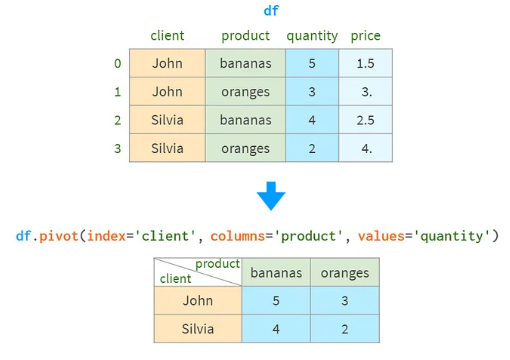 df
client product quantity price
0 John bananas 5 1.5
1 John oranges 3 3.
2 Silvia bananas 4 2.5
3 Silvia oranges 2 4.
df.pivot(index='client', columns='product', values='quantity')
product bananas oranges
client
John 5 3
Silvia 4 2